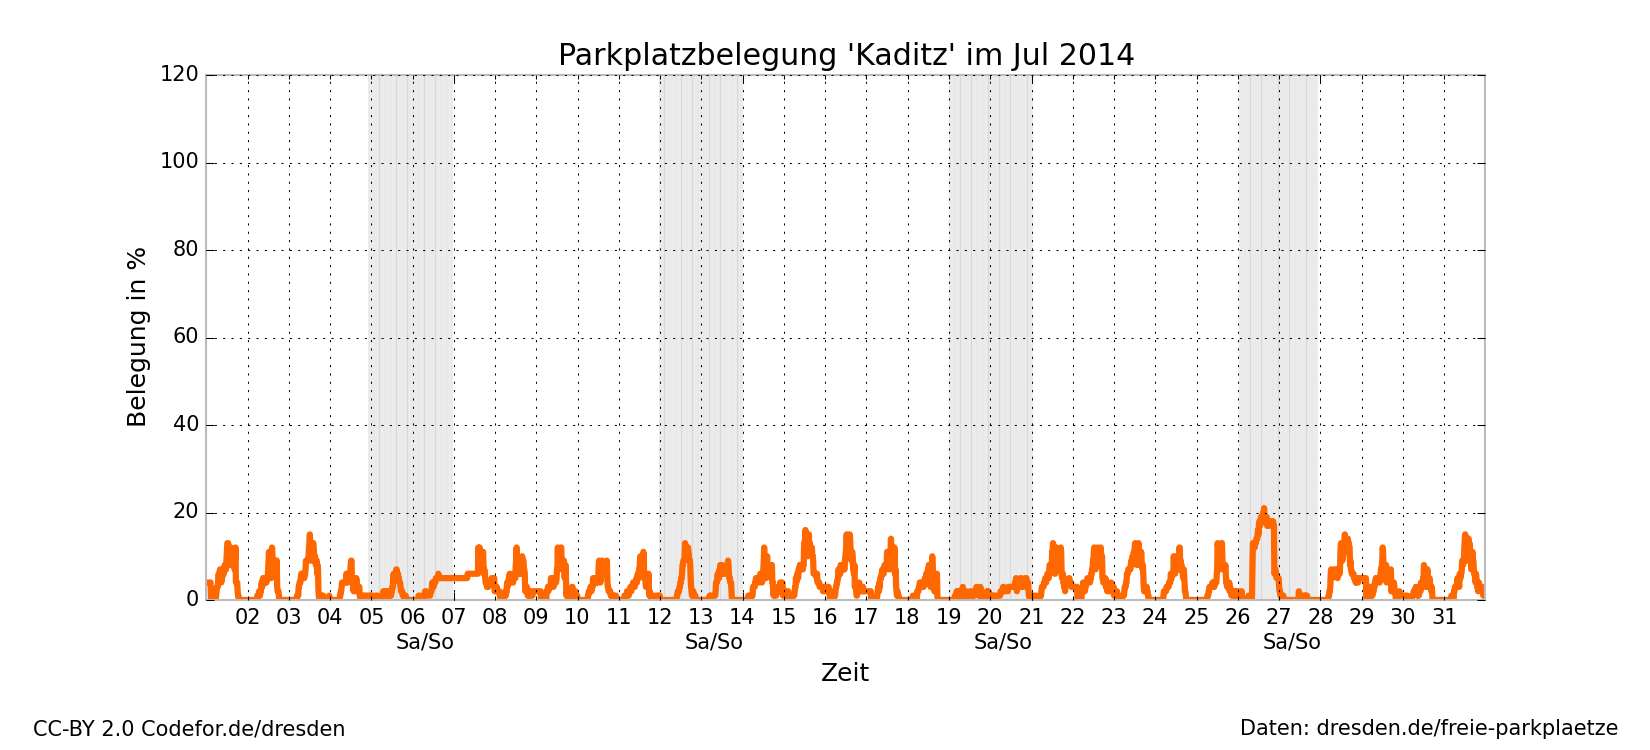 Parkplatzbelegung 'Kaditz' im Jul 2014
120
100
80
60
40
20
0
Belegung in %
02 03 04 05 06 07 08 09 10 11 12 13 14 15 16 17 18 19 20 21 22 23 24 25 26 27 28 29 30 31
Sa/So Sa/So Sa/So Sa/So
Zeit
CC-BY 2.0 Codefor.de/dresden
Daten: dresden.de/freie-parkplaetze